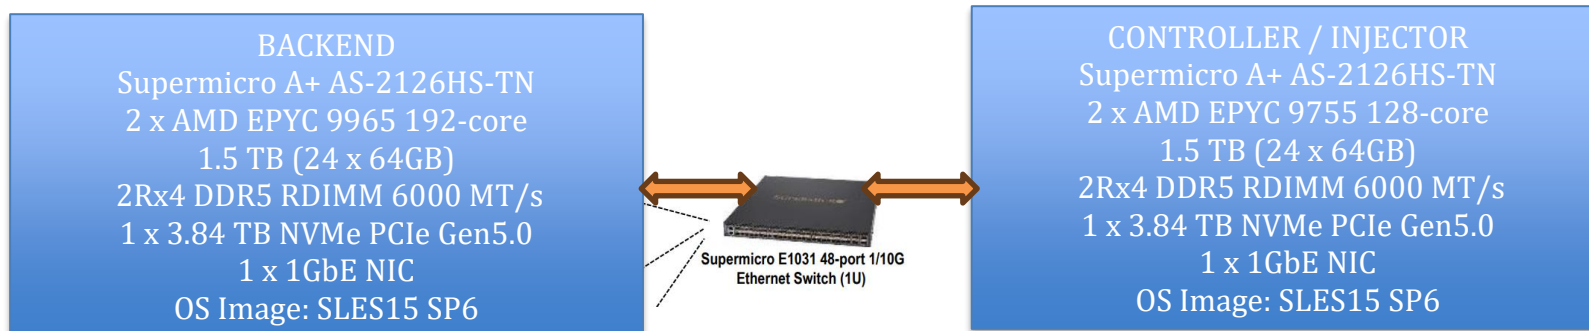 BACKEND
Supermicro A+ AS-2126HS-TN
2 x AMD EPYC 9965 192-core
1.5 TB (24 x 64GB)
2Rx4 DDR5 RDIMM 6000 MT/s
1 x 3.84 TB NVMe PCIe Gen5.0
1 x 1GbE NIC
OS Image: SLES15 SP6
Supermicro E1031 48-port 1/10G
Ethernet Switch (1U)
CONTROLLER / INJECTOR
Supermicro A+ AS-2126HS-TN
2 x AMD EPYC 9755 128-core
1.5 TB (24 x 64GB)
2Rx4 DDR5 RDIMM 6000 MT/s
1 x 3.84 TB NVMe PCIe Gen5.0
1 x 1GbE NIC
OS Image: SLES15 SP6